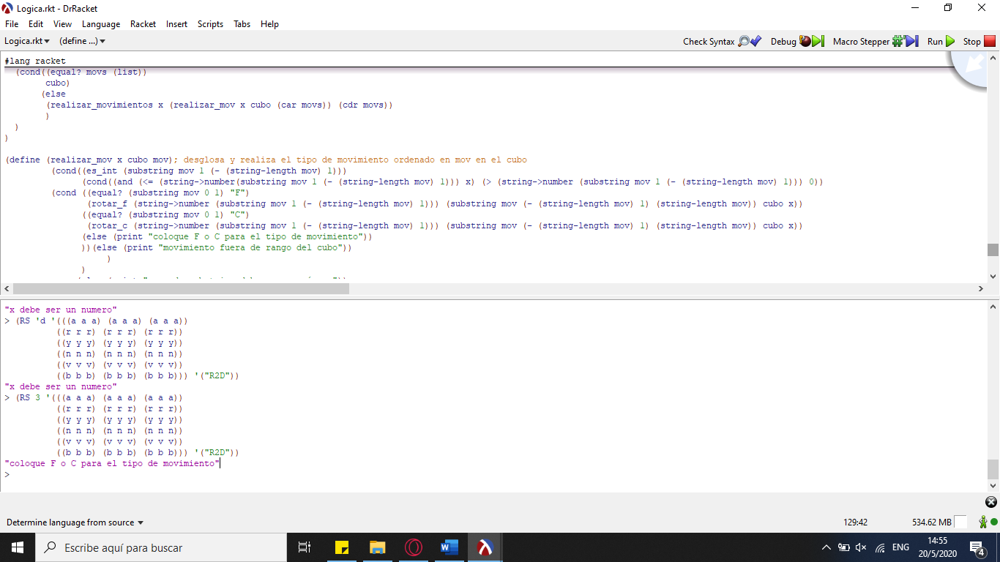 Logica.rkt - DrRacket
File Edit View Language Racket Insert Scripts Tabs Help
Logica.rkt (define ...) Check Syntax Debug Macro Stepper Run Stop
#lang racket
(cond((equal? movs (list))
cubo)
(else
(realizar_movimientos x (realizar_mov x cubo (car movs)) (cdr movs))
)
)
)
(define (realizar_mov x cubo mov); desglosa y realiza el tipo de movimiento ordenado en mov en el cubo
(cond((es_int (substring mov 1 (- (string-length mov) 1)))
(cond((and (<= (string->number(substring mov 1 (- (string-length mov) 1))) x) (> (string->number (substring mov 1 (- (string-length mov) 1))) 0))
(cond ((equal? (substring mov 0 1) "F")
(rotar_f (string->number (substring mov 1 (- (string-length mov) 1))) (substring mov (- (string-length mov) 1) (string-length mov)) cubo x))
((equal? (substring mov 0 1) "C")
(rotar_c (string->number (substring mov 1 (- (string-length mov) 1))) (substring mov (- (string-length mov) 1) (string-length mov)) cubo x))
(else (print "coloque F o C para el tipo de movimiento"))
))(else (print "movimiento fuera de rango del cubo"))
)
)
"x debe ser un numero"
> (RS 'd '(((a a a) (a a a) (a a a))
((r r r) (r r r) (r r r))
((y y y) (y y y) (y y y))
((n n n) (n n n) (n n n))
((v v v) (v v v) (v v v))
((b b b) (b b b) (b b b))) '("R2D"))
"x debe ser un numero"
> (RS 3 '(((a a a) (a a a) (a a a))
((r r r) (r r r) (r r r))
((y y y) (y y y) (y y y))
((n n n) (n n n) (n n n))
((v v v) (v v v) (v v v))
((b b b) (b b b) (b b b))) '("R2D"))
"coloque F o C para el tipo de movimiento"
>
Determine language from source 129:42 534.62 MB
Escribe aquí para buscar ENG 14:55
20/5/2020 4